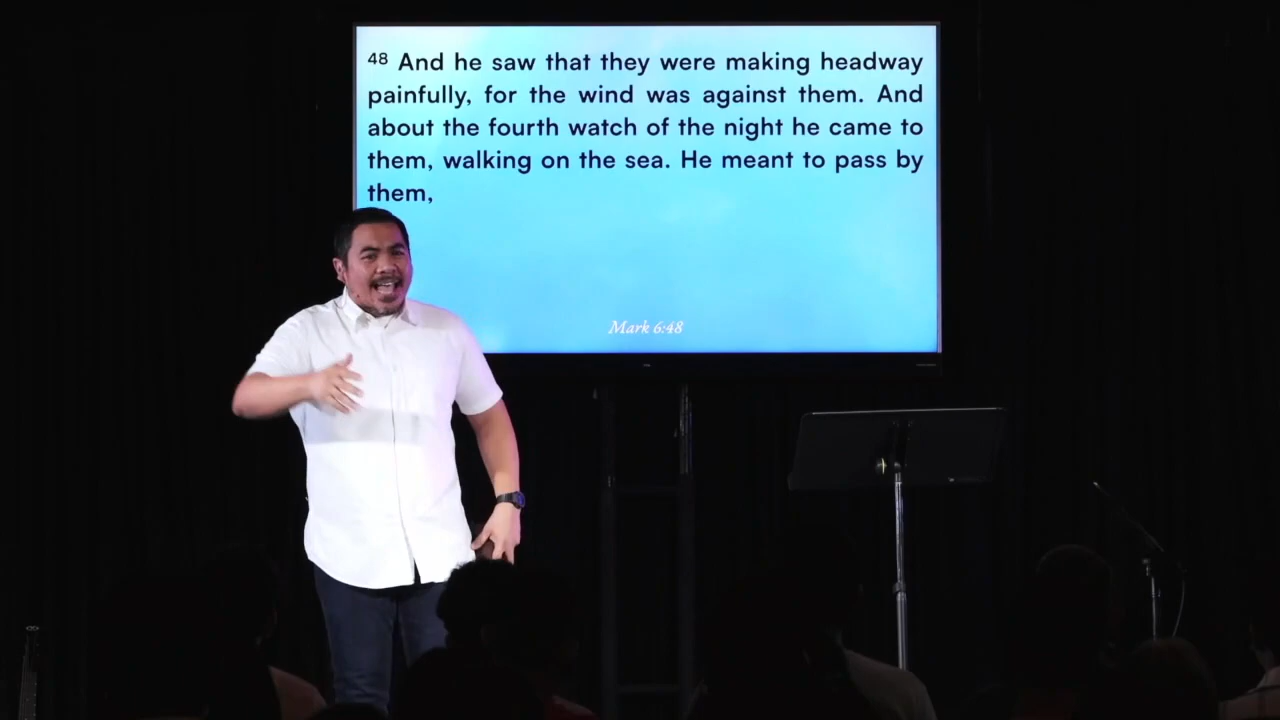 48 And he saw that they were making headway
painfully, for the wind was against them. And
about the fourth watch of the night he came to
them, walking on the sea. He meant to pass by
them,
Mark 6:48